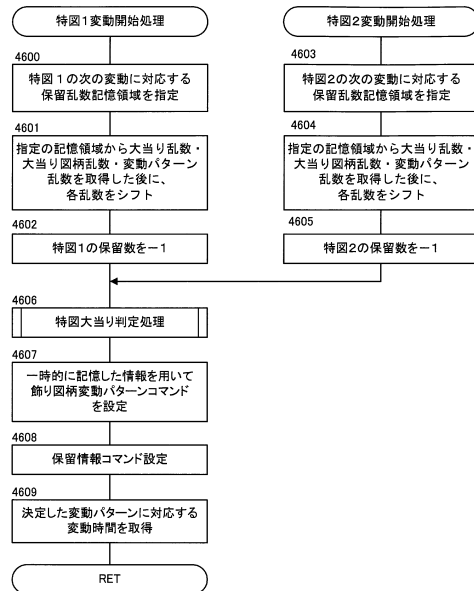 特図1変動開始処理
4600
特図1の次の変動に対応する
保留乱数記憶領域を指定
4601
指定の記憶領域から大当り乱数・
大当り図柄乱数・変動パターン
乱数を取得した後に、
各乱数をシフト
4602
特図1の保留数を−1
特図2変動開始処理
4603
特図2の次の変動に対応する
保留乱数記憶領域を指定
4604
指定の記憶領域から大当り乱数・
大当り図柄乱数・変動パターン
乱数を取得した後に、
各乱数をシフト
4605
特図2の保留数を−1
4606
特図大当り判定処理
4607
一時的に記憶した情報を用いて
飾り図柄変動パターンコマンド
を設定
4608
保留情報コマンド設定
4609
決定した変動パターンに対応する
変動時間を取得
RET